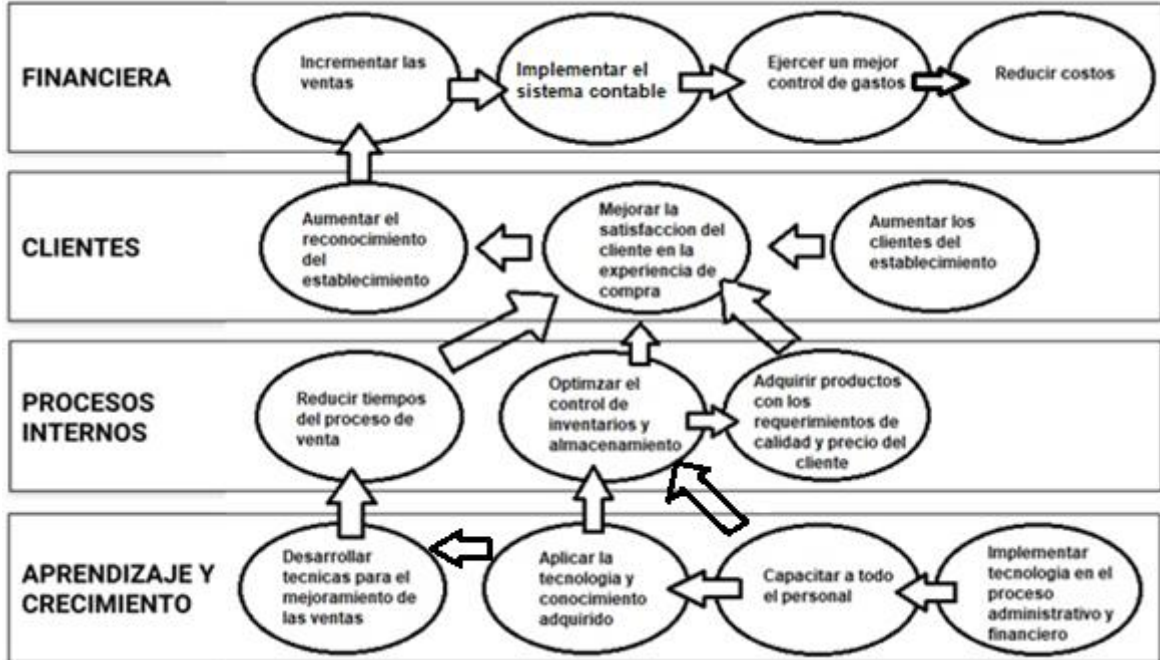 FINANCIERA
Incrementar las
ventas
Implementar el
sistema contable
Ejercer un mejor
control de gastos
Reducir costos
CLIENTES
Aumentar el
reconocimiento
del
establecimiento
Mejorar la
satisfaccion del
cliente en la
experiencia de
compra
Aumentar los
clientes del
establecimiento
PROCESOS
INTERNOS
Reducir tiempos
del proceso de
venta
Optimzar el
control de
inventarios y
almacenamiento
Adquirir productos
con los
requerimientos de
calidad y precio del
cliente
APRENDIZAJE Y
CRECIMIENTO
Desarrollar
tecnicas para el
mejoramiento de
las ventas
Aplicar la
tecnologia y
conocimiento
adquirido
Capacitar a todo
el personal
Implementar
tecnologia en el
proceso
administrativo y
financiero